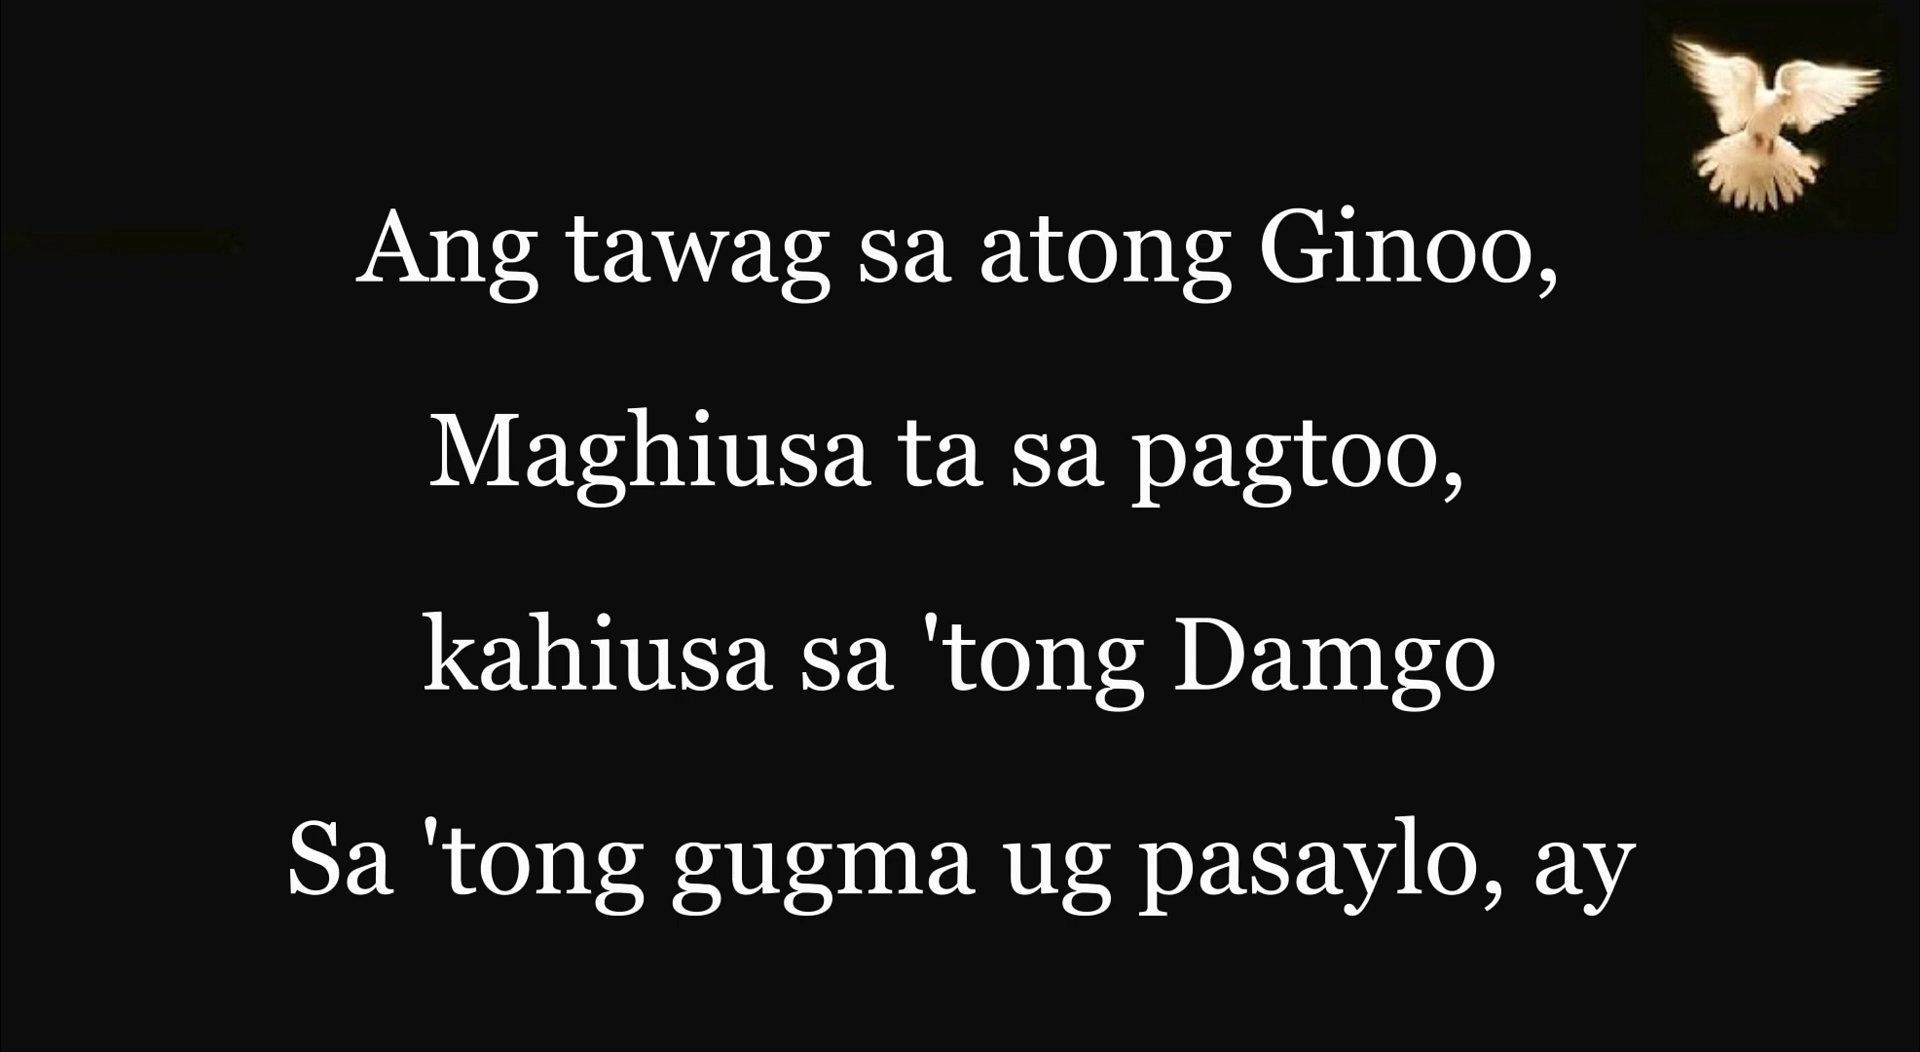 Ang tawag sa atong Ginoo,
Maghiusa ta sa pagtoo,
kahiusa sa 'tong Damgo
Sa 'tong gugma ug pasaylo, ay